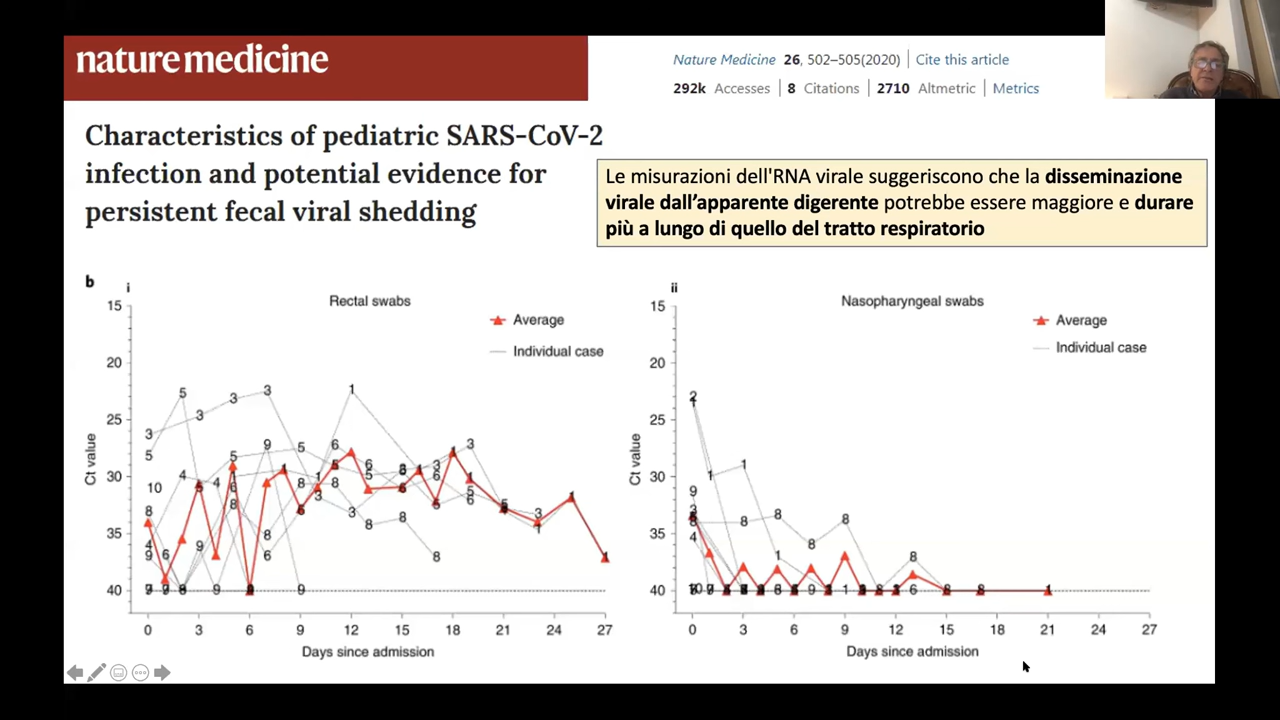 nature medicine
Nature Medicine 26, 502–505(2020) | Cite this article
292k Accesses | 8 Citations | 2710 Altmetric | Metrics
Characteristics of pediatric SARS-CoV-2
infection and potential evidence for
persistent fecal viral shedding
Le misurazioni dell'RNA virale suggeriscono che la disseminazione
virale dall’apparente digerente potrebbe essere maggiore e durare
più a lungo di quello del tratto respiratorio
b
i
Rectal swabs
Average
Individual case
15
20
25
30
35
40
Ct value
0 3 6 9 12 15 18 21 24 27
Days since admission
ii
Nasopharyngeal swabs
Average
Individual case
15
20
25
30
35
40
Ct value
0 3 6 9 12 15 18 21 24 27
Days since admission